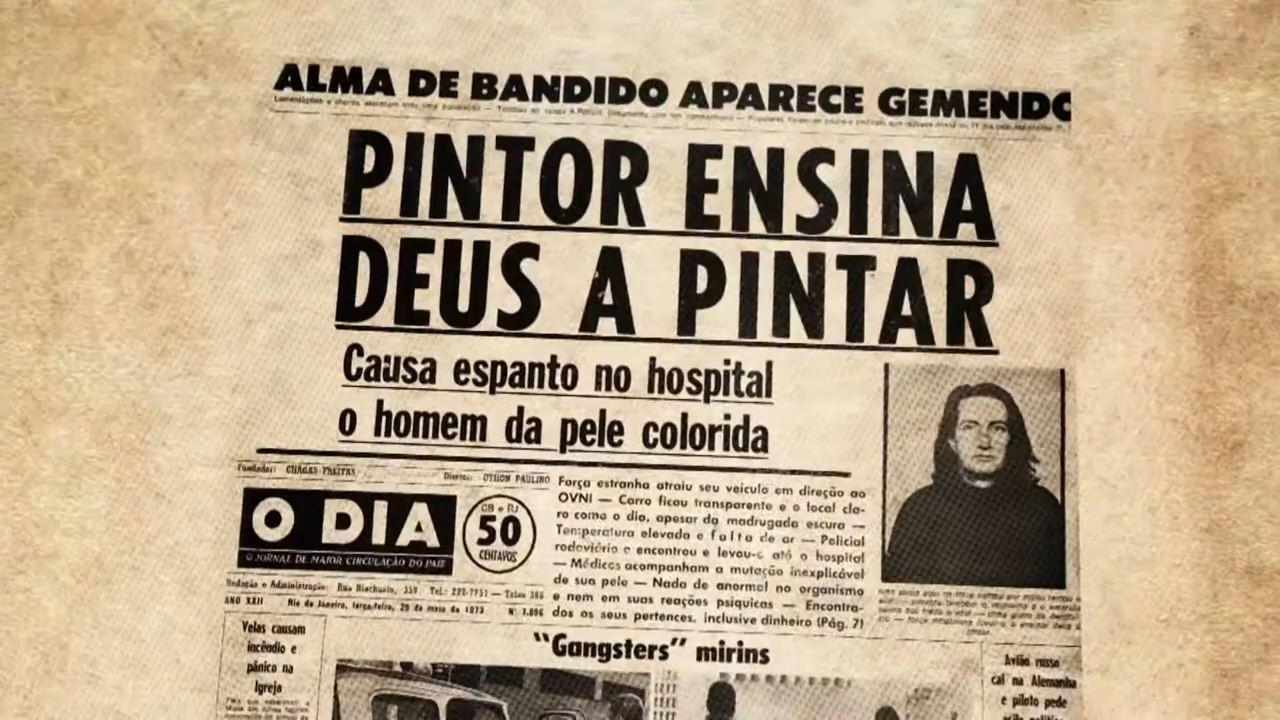 ALMA DE BANDIDO APARECE GEMENDO
PINTOR ENSINA
DEUS A PINTAR
Causa espanto no hospital
o homem da pele colorida
Fundador: CHAGAS FREITAS
Diretor: OTHON PAULINO
O DIA
O JORNAL DE MAIOR CIRCULAÇÃO DO PAÍS
GB e RJ
50
CENTAVOS
Redação e Administração: Rua Riachuelo, 359 Tel.: 222-7751
ANO XXII Rio de Janeiro, terça-feira, 29 de maio de 1973
Força estranha atraiu seu veículo em direção ao
OVNI — Carro ficou transparente e o local cla-
ro como o dia, apesar da madrugada escura —
Temperatura elevada e falta de ar — Policial
rodoviário o encontrou e levou-o até o hospital
— Médicos acompanham a mutação inexplicável
de sua pele — Nada de anormal no organismo
e nem em suas reações psíquicas — Encontra-
dos os seus pertences, inclusive dinheiro (Pág. 7)
Velas causam
incêndio e
pânico na
Igreja
"Gangsters" mirins
Avião russo
cai na Alemanha
e piloto pede